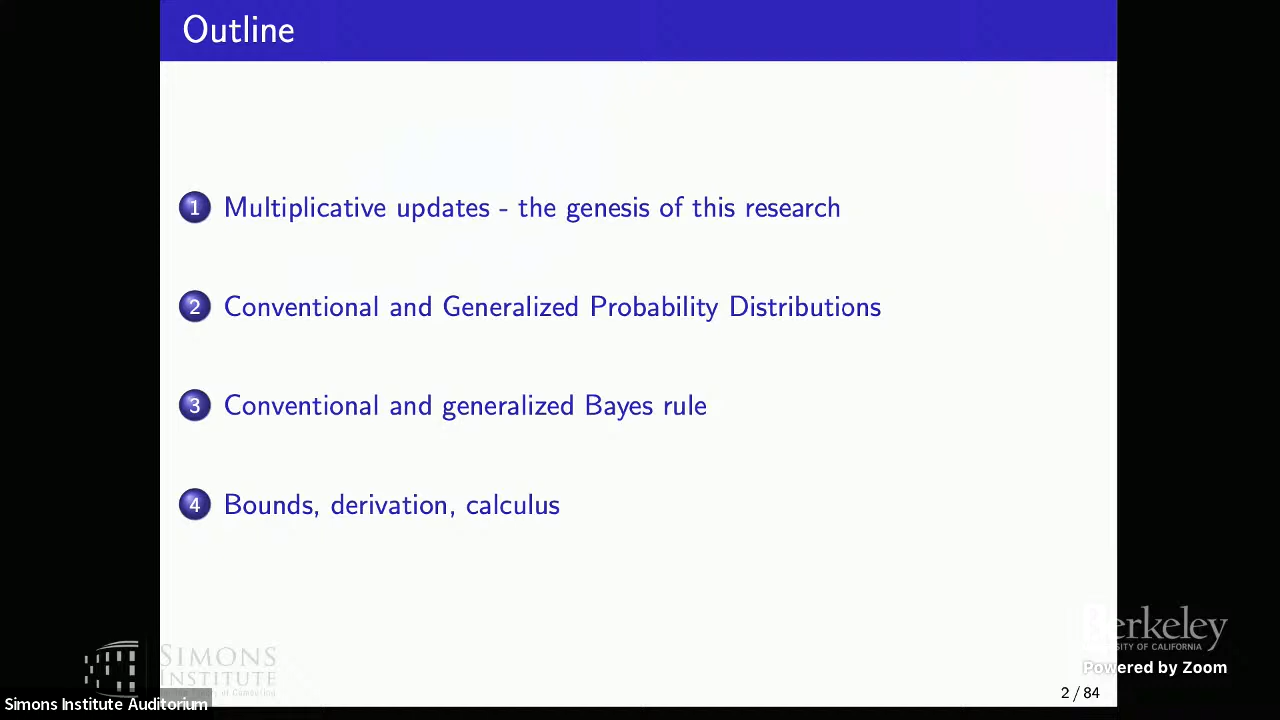 Outline
1 Multiplicative updates - the genesis of this research
2 Conventional and Generalized Probability Distributions
3 Conventional and generalized Bayes rule
4 Bounds, derivation, calculus
SIMONS
INSTITUTE
Berkeley
OF CALIFORNIA
Powered by Zoom
2 / 84
Simons Institute Auditorium